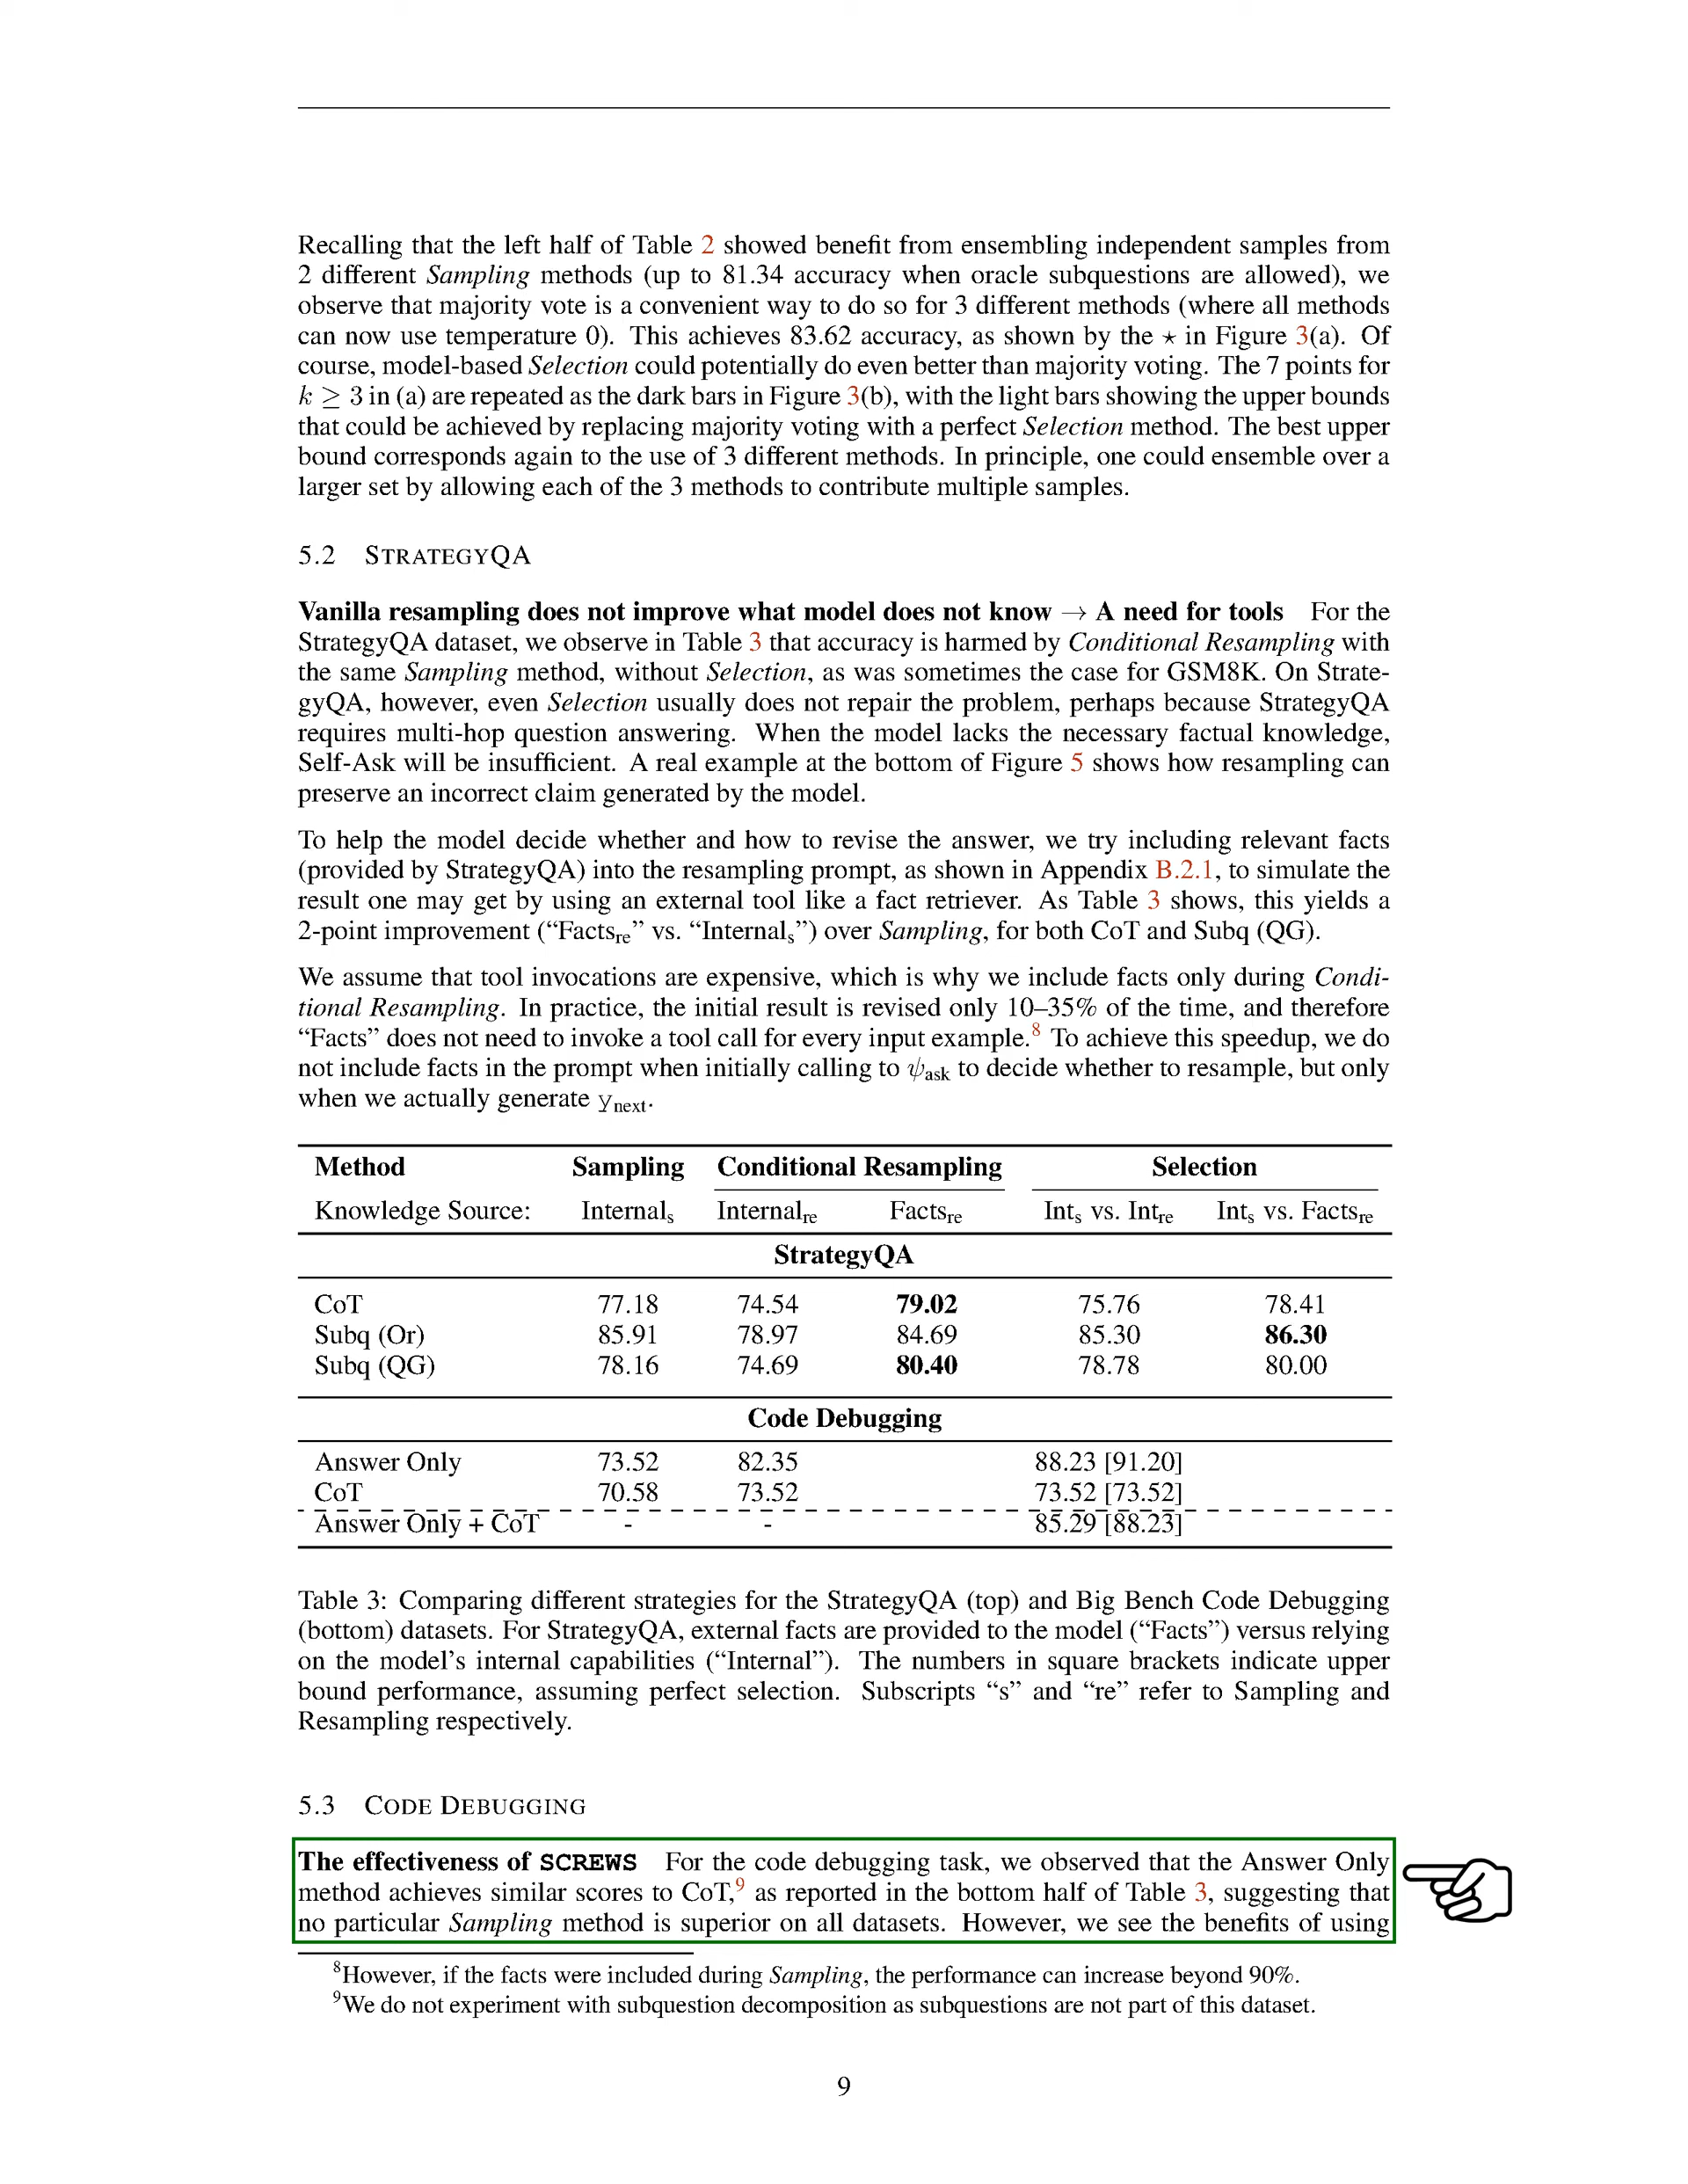 Recalling that the left half of Table 2 showed benefit from ensembling independent samples from
2 different Sampling methods (up to 81.34 accuracy when oracle subquestions are allowed), we
observe that majority vote is a convenient way to do so for 3 different methods (where all methods
can now use temperature 0). This achieves 83.62 accuracy, as shown by the ⋆ in Figure 3(a). Of
course, model-based Selection could potentially do even better than majority voting. The 7 points for
k ≥ 3 in (a) are repeated as the dark bars in Figure 3(b), with the light bars showing the upper bounds
that could be achieved by replacing majority voting with a perfect Selection method. The best upper
bound corresponds again to the use of 3 different methods. In principle, one could ensemble over a
larger set by allowing each of the 3 methods to contribute multiple samples.
5.2 STRATEGYQA
Vanilla resampling does not improve what model does not know → A need for tools For the
StrategyQA dataset, we observe in Table 3 that accuracy is harmed by Conditional Resampling with
the same Sampling method, without Selection, as was sometimes the case for GSM8K. On Strate-
gyQA, however, even Selection usually does not repair the problem, perhaps because StrategyQA
requires multi-hop question answering. When the model lacks the necessary factual knowledge,
Self-Ask will be insufficient. A real example at the bottom of Figure 5 shows how resampling can
preserve an incorrect claim generated by the model.
To help the model decide whether and how to revise the answer, we try including relevant facts
(provided by StrategyQA) into the resampling prompt, as shown in Appendix B.2.1, to simulate the
result one may get by using an external tool like a fact retriever. As Table 3 shows, this yields a
2-point improvement (“Facts_re” vs. “Internal_s”) over Sampling, for both CoT and Subq (QG).
We assume that tool invocations are expensive, which is why we include facts only during Condi-
tional Resampling. In practice, the initial result is revised only 10–35% of the time, and therefore
“Facts” does not need to invoke a tool call for every input example.⁸ To achieve this speedup, we do
not include facts in the prompt when initially calling to ψ_ask to decide whether to resample, but only
when we actually generate y_next.
Method Sampling Conditional Resampling Selection
Knowledge Source: Internal_s Internal_re Facts_re Int_s vs. Int_re Int_s vs. Facts_re
StrategyQA
CoT 77.18 74.54 79.02 75.76 78.41
Subq (Or) 85.91 78.97 84.69 85.30 86.30
Subq (QG) 78.16 74.69 80.40 78.78 80.00
Code Debugging
Answer Only 73.52 82.35 88.23 [91.20]
CoT 70.58 73.52 73.52 [73.52]
Answer Only + CoT - - 85.29 [88.23]
Table 3: Comparing different strategies for the StrategyQA (top) and Big Bench Code Debugging
(bottom) datasets. For StrategyQA, external facts are provided to the model (“Facts”) versus relying
on the model’s internal capabilities (“Internal”). The numbers in square brackets indicate upper
bound performance, assuming perfect selection. Subscripts “s” and “re” refer to Sampling and
Resampling respectively.
5.3 CODE DEBUGGING
The effectiveness of SCREWS For the code debugging task, we observed that the Answer Only
method achieves similar scores to CoT,⁹ as reported in the bottom half of Table 3, suggesting that
no particular Sampling method is superior on all datasets. However, we see the benefits of using
⁸However, if the facts were included during Sampling, the performance can increase beyond 90%.
⁹We do not experiment with subquestion decomposition as subquestions are not part of this dataset.
9